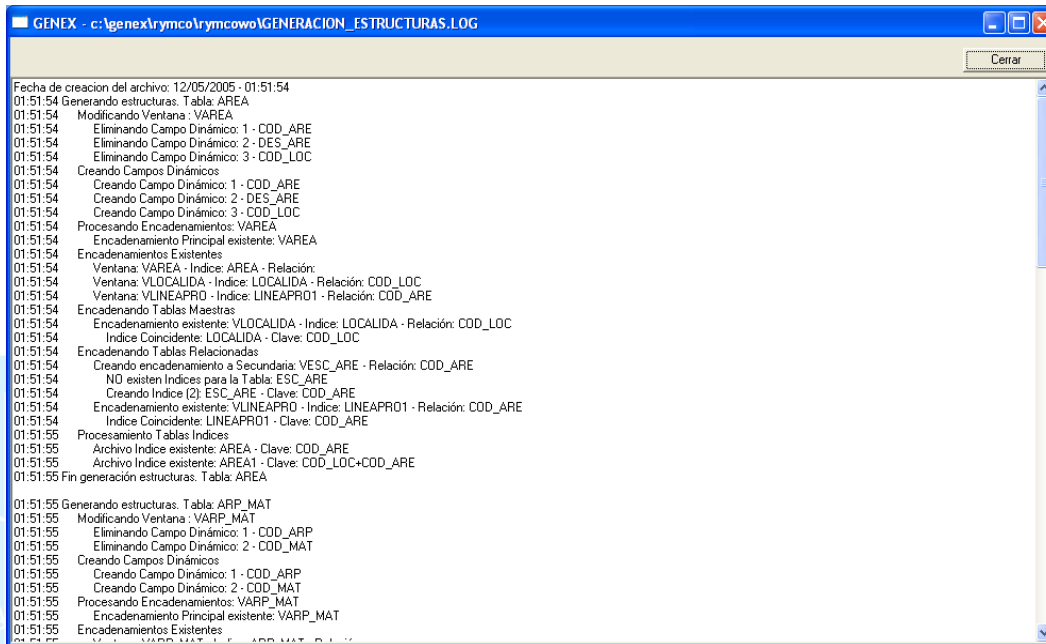 GENEX - c:\genex\rymco\rymcowo\GENERACION_ESTRUCTURAS.LOG
Cerrar
Fecha de creacion del archivo: 12/05/2005 - 01:51:54
01:51:54 Generando estructuras. Tabla: AREA
01:51:54 Modificando Ventana : VAREA
01:51:54 Eliminando Campo Dinámico: 1 - COD_ARE
01:51:54 Eliminando Campo Dinámico: 2 - DES_ARE
01:51:54 Eliminando Campo Dinámico: 3 - COD_LOC
01:51:54 Creando Campos Dinámicos
01:51:54 Creando Campo Dinámico: 1 - COD_ARE
01:51:54 Creando Campo Dinámico: 2 - DES_ARE
01:51:54 Creando Campo Dinámico: 3 - COD_LOC
01:51:54 Procesando Encadenamientos: VAREA
01:51:54 Encadenamiento Principal existente: VAREA
01:51:54 Encadenamientos Existentes
01:51:54 Ventana: VAREA - Indice: AREA - Relación:
01:51:54 Ventana: VLOCALIDA - Indice: LOCALIDA - Relación: COD_LOC
01:51:54 Ventana: VLINEAPRO - Indice: LINEAPRO1 - Relación: COD_ARE
01:51:54 Encadenando Tablas Maestras
01:51:54 Encadenamiento existente: VLOCALIDA - Indice: LOCALIDA - Relación: COD_LOC
01:51:54 Indice Coincidente: LOCALIDA - Clave: COD_LOC
01:51:54 Encadenando Tablas Relacionadas
01:51:54 Creando encadenamiento a Secundaria: VESC_ARE - Relación: COD_ARE
01:51:54 NO existen Indices para la Tabla: ESC_ARE
01:51:54 Creando Indice (2): ESC_ARE - Clave: COD_ARE
01:51:54 Encadenamiento existente: VLINEAPRO - Indice: LINEAPRO1 - Relación: COD_ARE
01:51:54 Indice Coincidente: LINEAPRO1 - Clave: COD_ARE
01:51:55 Procesamiento Tablas Indices
01:51:55 Archivo Indice existente: AREA - Clave: COD_ARE
01:51:55 Archivo Indice existente: AREA1 - Clave: COD_LOC+COD_ARE
01:51:55 Fin generación estructuras. Tabla: AREA
01:51:55 Generando estructuras. Tabla: ARP_MAT
01:51:55 Modificando Ventana : VARP_MAT
01:51:55 Eliminando Campo Dinámico: 1 - COD_ARP
01:51:55 Eliminando Campo Dinámico: 2 - COD_MAT
01:51:55 Creando Campos Dinámicos
01:51:55 Creando Campo Dinámico: 1 - COD_ARP
01:51:55 Creando Campo Dinámico: 2 - COD_MAT
01:51:55 Procesando Encadenamientos: VARP_MAT
01:51:55 Encadenamiento Principal existente: VARP_MAT
01:51:55 Encadenamientos Existentes